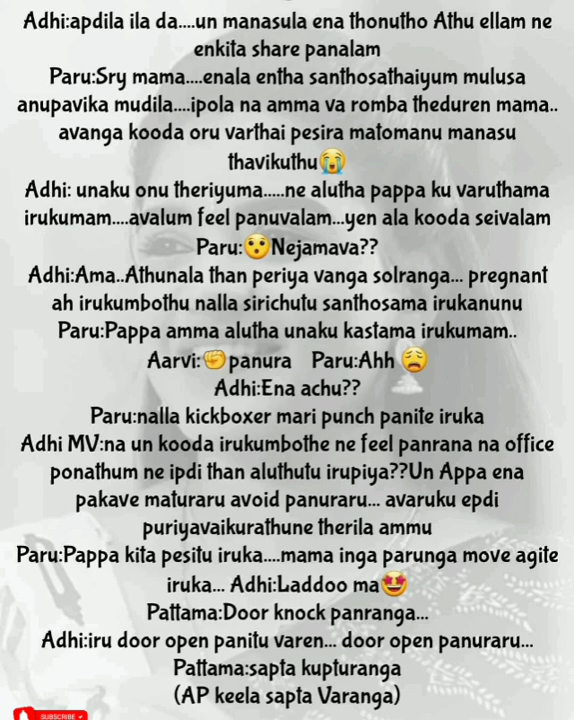 Adhi:apdila ila da....un manasula ena thonutho Athu ellam ne
enkita share panalam
Paru:Sry mama....enala entha santhosathaiyum mulusa
anupavika mudila....ipola na amma va romba theduren mama..
avanga kooda oru varthai pesira matomanu manasu
thavikuthu😭
Adhi: unaku onu theriyuma.....ne alutha pappa ku varuthama
irukumam....avalum feel panuvalam...yen ala kooda seivalam
Paru:😯Nejamava??
Adhi:Ama..Athunala than periya vanga solranga... pregnant
ah irukumbothu nalla sirichutu santhosama irukanunu
Paru:Pappa amma alutha unaku kastama irukumam..
Aarvi:✊panura Paru:Ahh 😩
Adhi:Ena achu??
Paru:nalla kickboxer mari punch panite iruka
Adhi MV:na un kooda irukumbothe ne feel panrana na office
ponathum ne ipdi than aluthutu irupiya??Un Appa ena
pakave maturaru avoid panuraru... avaruku epdi
puriyavaikurathune therila ammu
Paru:Pappa kita pesitu iruka....mama inga parunga move agite
iruka... Adhi:Laddoo ma🤩
Pattama:Door knock panranga...
Adhi:iru door open panitu varen... door open panuraru...
Pattama:sapta kupturanga
(AP keela sapta Varanga)
SUBSCRIBE